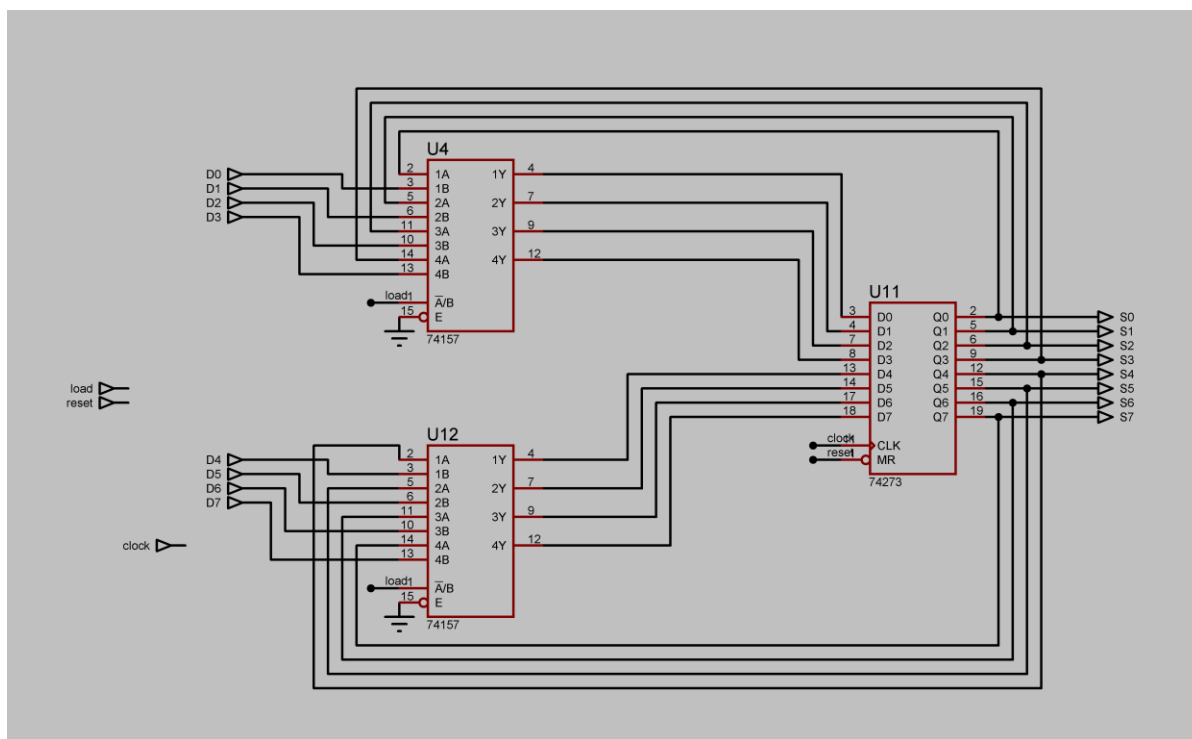 U4
D0
D1
D2
D3
2 1A 1Y 4
3 1B
5 2A 2Y 7
6 2B
11 3A 3Y 9
10 3B
14 4A 4Y 12
13 4B
load1 A/B
15 E
74157
U11
3 D0 Q0 2 S0
4 D1 Q1 5 S1
7 D2 Q2 6 S2
8 D3 Q3 9 S3
13 D4 Q4 12 S4
14 D5 Q5 15 S5
17 D6 Q6 16 S6
18 D7 Q7 19 S7
clock CLK
reset1 MR
74273
load
reset
clock
U12
D4
D5
D6
D7
2 1A 1Y 4
3 1B
5 2A 2Y 7
6 2B
11 3A 3Y 9
10 3B
14 4A 4Y 12
13 4B
load1 A/B
15 E
74157